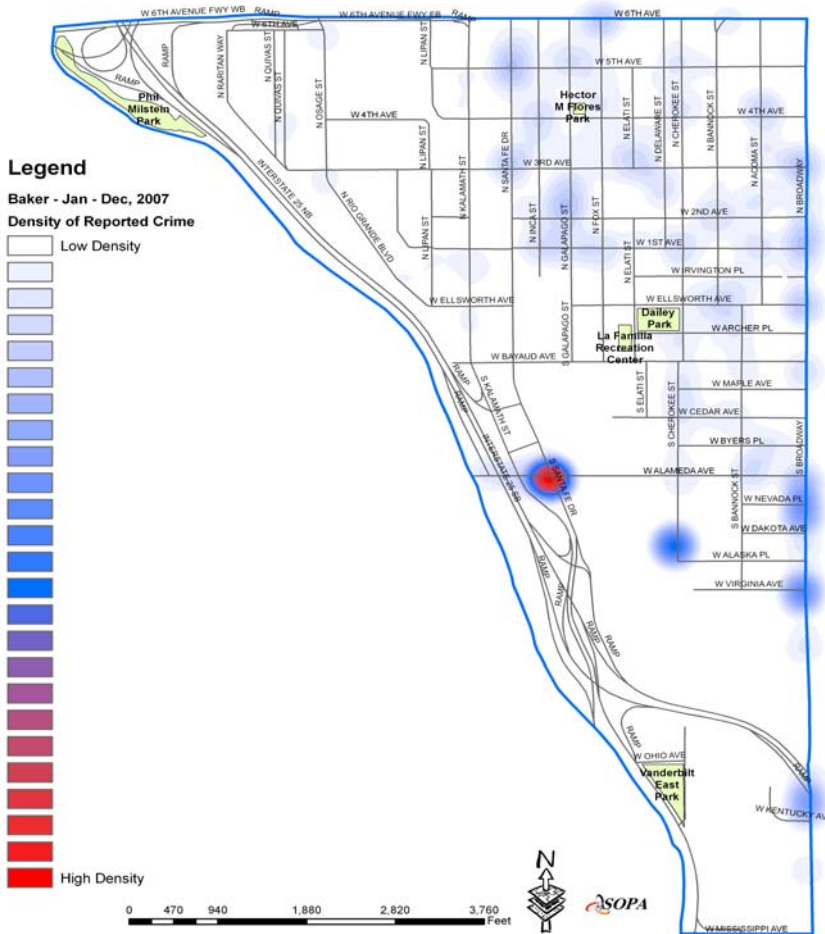 W 6TH AVENUE FWY WB
RAMP
W 6TH AVENUE FWY EB
RAMP
W 6TH AVE
W 6TH AVE
RAMP
RAMP
RAMP
N RARITAN WAY
N QUIVAS ST
N QUIVAS ST
N OSAGE ST
N LIPAN ST
W 5TH AVE
Phil
Milstein
Park
Hector
M Flores
Park
W 4TH AVE
W 4TH AVE
N LIPAN ST
N KALAMATH ST
N SANTA FE DR
N ELATI ST
N DELAWARE ST
N CHEROKEE ST
N BANNOCK ST
N ACOMA ST
N BROADWAY
W 3RD AVE
INTERSTATE 25 NB
N RIO GRANDE BLVD
N LIPAN ST
N INCA ST
N GALAPAGO ST
N FOX ST
W 2ND AVE
W 1ST AVE
N ELATI ST
W IRVINGTON PL
W ELLSWORTH AVE
W ELLSWORTH AVE
Dailey
Park
S GALAPAGO ST
La Familia
Recreation
Center
W ARCHER PL
W BAYAUD AVE
RAMP
RAMP
S KALAMATH ST
S ELATI ST
S CHEROKEE ST
W MAPLE AVE
W CEDAR AVE
W BYERS PL
S BROADWAY
INTERSTATE 25 SB
S SANTA FE DR
W ALAMEDA AVE
S BANNOCK ST
W NEVADA PL
W DAKOTA AVE
W ALASKA PL
W VIRGINIA AVE
RAMP
RAMP
RAMP
RAMP
RAMP
W OHIO AVE
Vanderbilt
East
Park
RAMP
W KENTUCKY AV
W MISSISSIPPI AVE
Legend
Baker - Jan - Dec, 2007
Density of Reported Crime
Low Density
High Density
0 470 940 1,880 2,820 3,760
Feet
N
SOPA